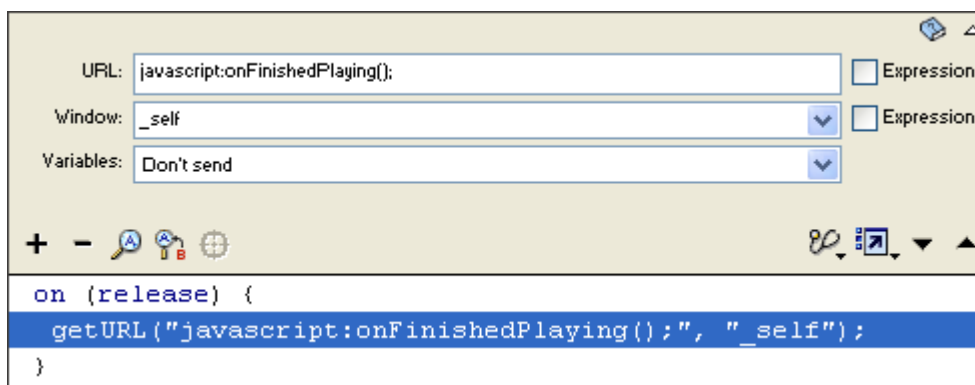 URL: javascript:onFinishedPlaying(); Expression
Window: _self Expression
Variables: Don't send
on (release) {
getURL("javascript:onFinishedPlaying();", "_self");
}